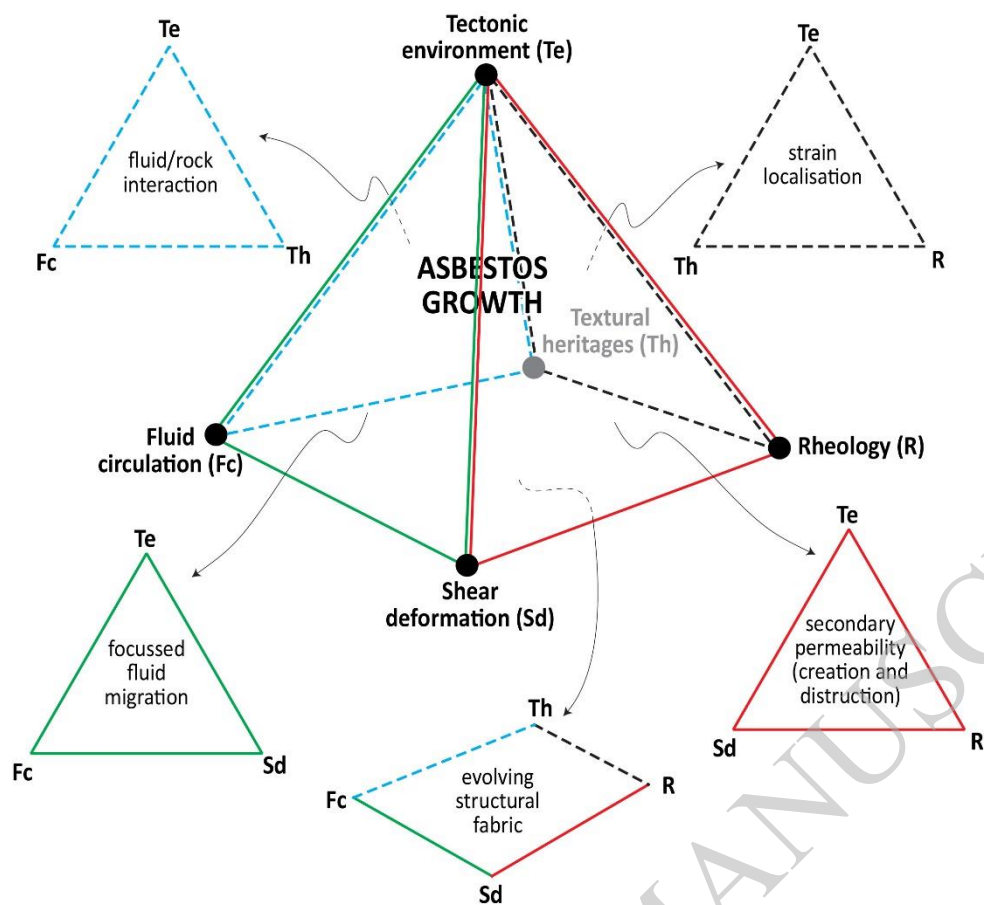 Te
Tectonic
environment (Te)
Te
fluid/rock
interaction
strain
localisation
Fc
Th
Th
R
ASBESTOS
GROWTH
Textural
heritages (Th)
Fluid
circulation (Fc)
Rheology (R)
Te
Te
Shear
deformation (Sd)
focussed
fluid
migration
secondary
permeability
(creation and
distruction)
Th
Sd
R
Fc
Sd
Fc
R
evolving
structural
fabric
Sd
MANUSC